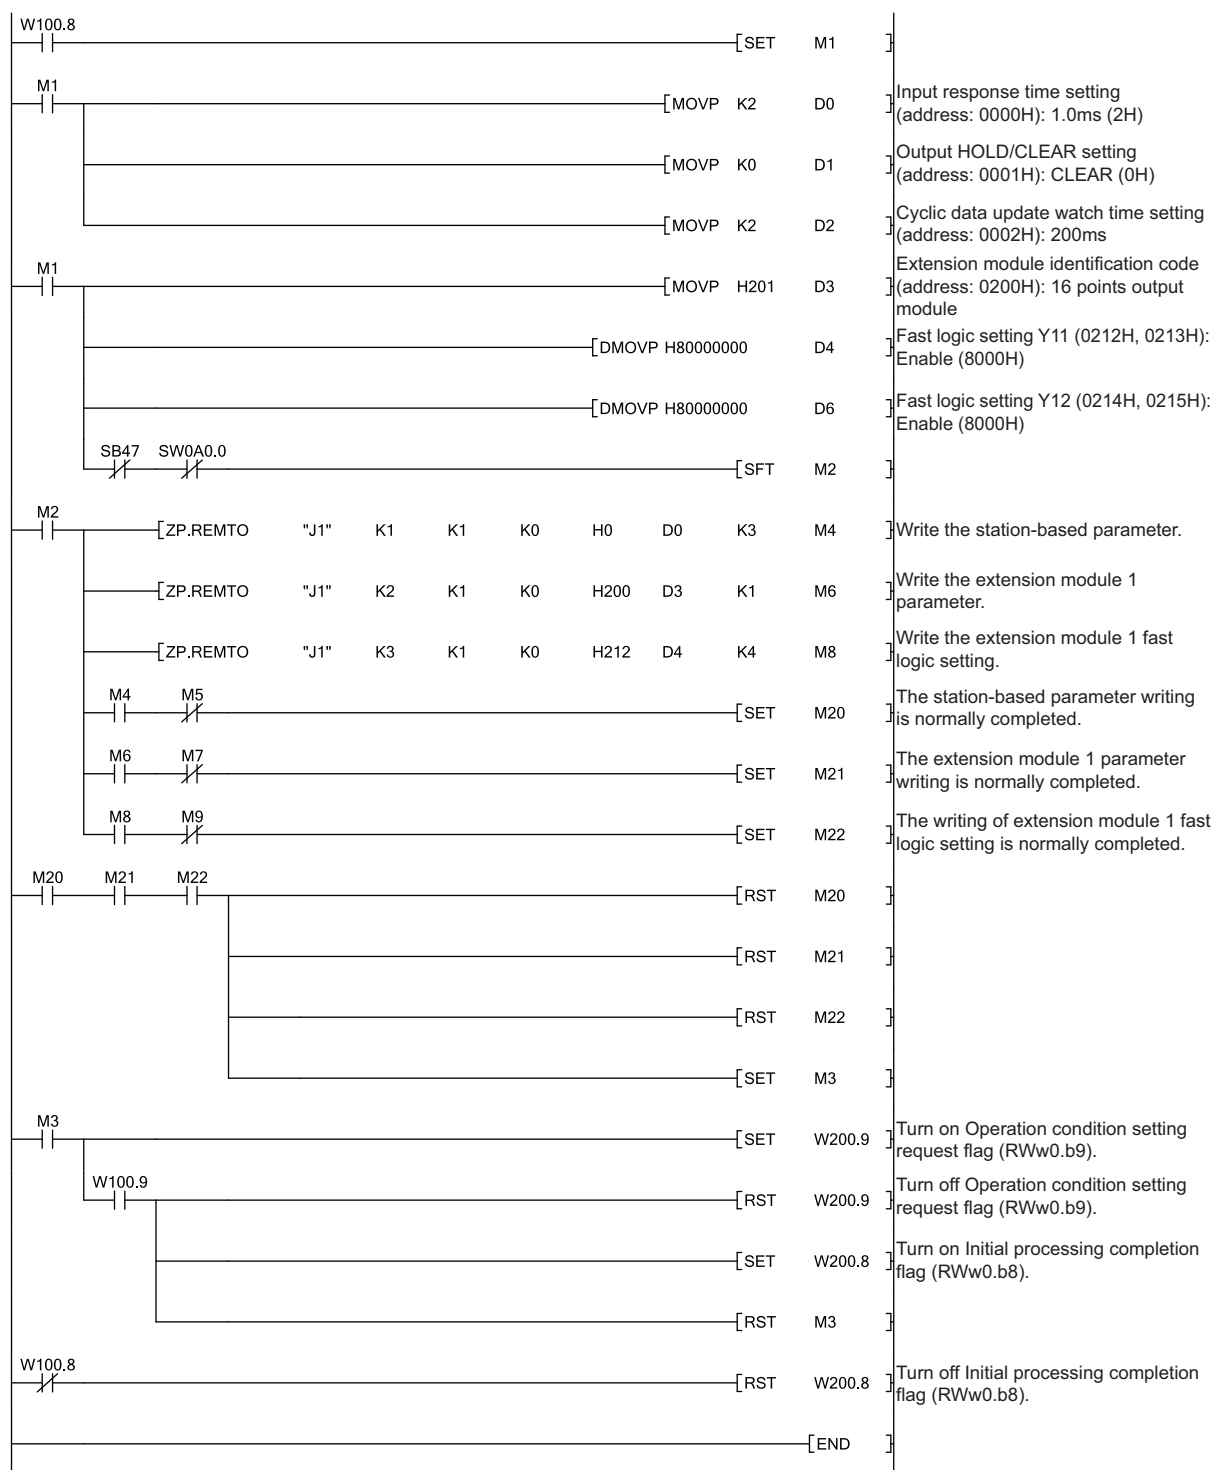 W100.8
[SET M1 ]
M1
[MOVP K2 D0 ]
Input response time setting
(address: 0000H): 1.0ms (2H)
[MOVP K0 D1 ]
Output HOLD/CLEAR setting
(address: 0001H): CLEAR (0H)
[MOVP K2 D2 ]
Cyclic data update watch time setting
(address: 0002H): 200ms
M1
[MOVP H201 D3 ]
Extension module identification code
(address: 0200H): 16 points output
module
[DMOVP H80000000 D4 ]
Fast logic setting Y11 (0212H, 0213H):
Enable (8000H)
[DMOVP H80000000 D6 ]
Fast logic setting Y12 (0214H, 0215H):
Enable (8000H)
SB47 SW0A0.0
[SFT M2 ]
M2
[ZP.REMTO "J1" K1 K1 K0 H0 D0 K3 M4 ]
Write the station-based parameter.
[ZP.REMTO "J1" K2 K1 K0 H200 D3 K1 M6 ]
Write the extension module 1
parameter.
[ZP.REMTO "J1" K3 K1 K0 H212 D4 K4 M8 ]
Write the extension module 1 fast
logic setting.
M4 M5
[SET M20 ]
The station-based parameter writing
is normally completed.
M6 M7
[SET M21 ]
The extension module 1 parameter
writing is normally completed.
M8 M9
[SET M22 ]
The writing of extension module 1 fast
logic setting is normally completed.
M20 M21 M22
[RST M20 ]
[RST M21 ]
[RST M22 ]
[SET M3 ]
M3
[SET W200.9 ]
Turn on Operation condition setting
request flag (RWw0.b9).
W100.9
[RST W200.9 ]
Turn off Operation condition setting
request flag (RWw0.b9).
[SET W200.8 ]
Turn on Initial processing completion
flag (RWw0.b8).
[RST M3 ]
W100.8
[RST W200.8 ]
Turn off Initial processing completion
flag (RWw0.b8).
[END ]